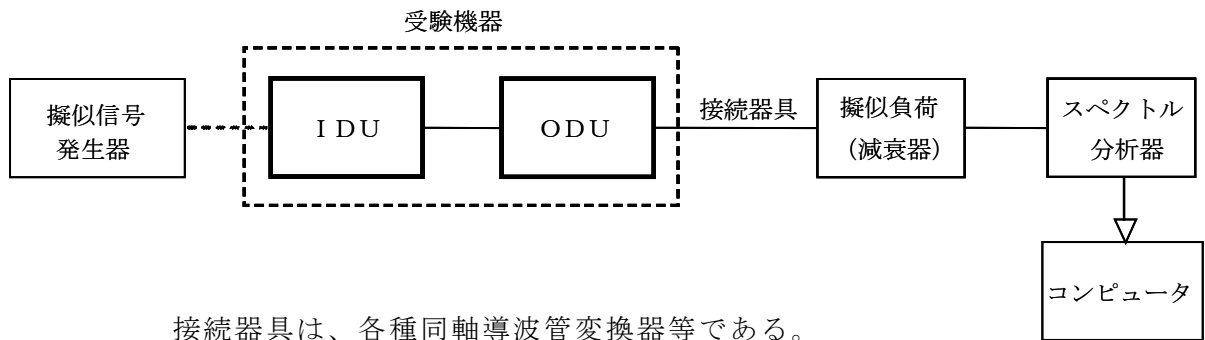 受験機器
擬似信号
発生器
ＩＤＵ
ＯＤＵ
接続器具
擬似負荷
（減衰器）
スペクトル
分析器
コンピュータ
接続器具は、各種同軸導波管変換器等である。